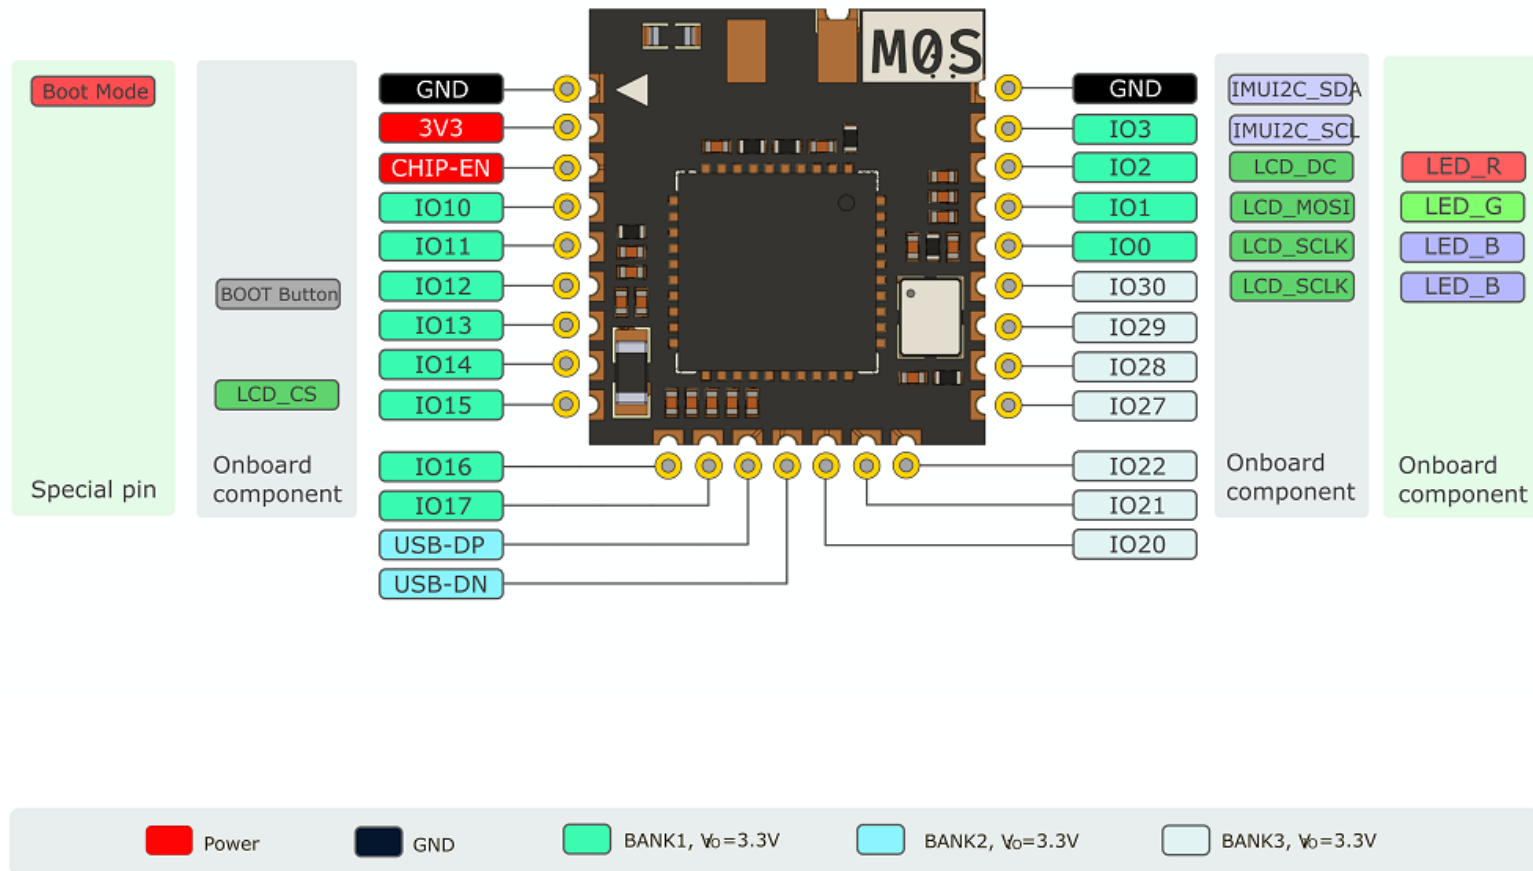 M0S
Boot Mode
GND
GND
IMUI2C_SDA
3V3
IO3
IMUI2C_SCL
CHIP-EN
IO2
LCD_DC
LED_R
IO10
IO1
LCD_MOSI
LED_G
IO11
IO0
LCD_SCLK
LED_B
BOOT Button
IO12
IO30
LCD_SCLK
LED_B
IO13
IO29
IO14
IO28
LCD_CS
IO15
IO27
Special pin
Onboard
component
IO16
IO22
Onboard
component
Onboard
component
IO17
IO21
USB-DP
IO20
USB-DN
Power
GND
BANK1, VIO=3.3V
BANK2, VIO=3.3V
BANK3, VIO=3.3V